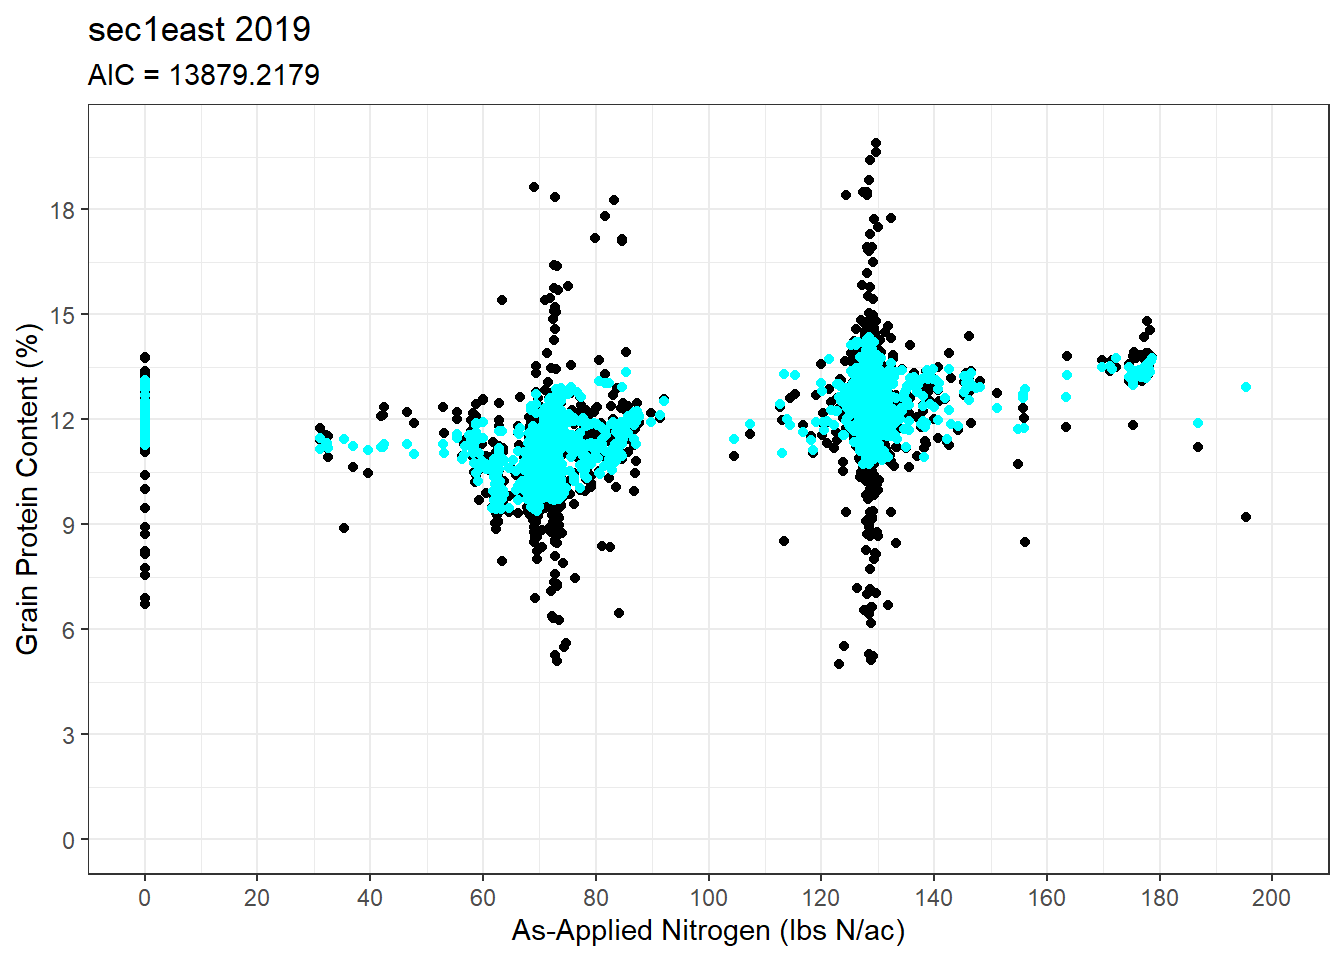 sec1east 2019
AIC = 13879.2179
Grain Protein Content (%)
18
15
12
9
6
3
0
0 20 40 60 80 100 120 140 160 180 200
As-Applied Nitrogen (lbs N/ac)